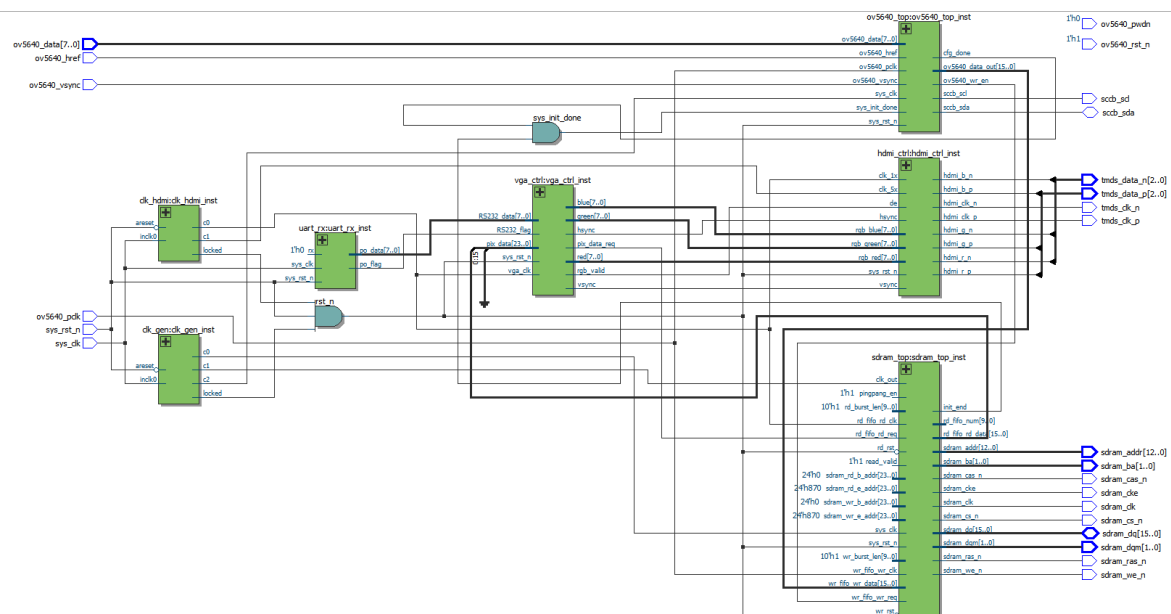 ov5640_top:ov5640_top_inst
ov5640_data[7..0]
ov5640_href
ov5640_vsync
ov5640_data[7..0]
ov5640_href
ov5640_pclk
ov5640_vsync
sys_clk
sys_init_done
sys_rst_n
cfg_done
ov5640_data_out[15..0]
ov5640_wr_en
sccb_scl
sccb_sda
1'h0
ov5640_pwdn
1'h1
ov5640_rst_n
sccb_scl
sccb_sda
sys_init_done
hdmi_ctrl:hdmi_ctrl_inst
clk_1x
clk_5x
de
hsync
rgb_blue[7..0]
rgb_green[7..0]
rgb_red[7..0]
sys_rst_n
vsync
hdmi_b_n
hdmi_b_p
hdmi_clk_n
hdmi_clk_p
hdmi_g_n
hdmi_g_p
hdmi_r_n
hdmi_r_p
tmds_data_n[2..0]
tmds_data_p[2..0]
tmds_clk_n
tmds_clk_p
vga_ctrl:vga_ctrl_inst
RS232_data[7..0]
RS232_flag
pix_data[23..0]
sys_rst_n
vga_clk
blue[7..0]
green[7..0]
hsync
pix_data_req
red[7..0]
rgb_valid
vsync
0:15
clk_hdmi:clk_hdmi_inst
areset
inclk0
c0
c1
locked
uart_rx:uart_rx_inst
1'h0 rx
sys_clk
sys_rst_n
po_data[7..0]
po_flag
rst_n
ov5640_pclk
sys_rst_n
sys_clk
clk_gen:clk_gen_inst
areset
inclk0
c0
c1
c2
locked
sdram_top:sdram_top_inst
clk_out
1'h1 pingpang_en
10'h1 rd_burst_len[9..0]
rd_fifo_rd_clk
rd_fifo_rd_req
rd_rst
1'h1 read_valid
24'h0 sdram_rd_b_addr[23..0]
24'h870 sdram_rd_e_addr[23..0]
24'h0 sdram_wr_b_addr[23..0]
24'h870 sdram_wr_e_addr[23..0]
sys_clk
sys_rst_n
10'h1 wr_burst_len[9..0]
wr_fifo_wr_clk
wr_fifo_wr_data[15..0]
wr_fifo_wr_req
wr_rst
init_end
rd_fifo_num[9..0]
rd_fifo_rd_data[15..0]
sdram_addr[12..0]
sdram_ba[1..0]
sdram_cas_n
sdram_cke
sdram_clk
sdram_cs_n
sdram_dq[15..0]
sdram_dqm[1..0]
sdram_ras_n
sdram_we_n
sdram_addr[12..0]
sdram_ba[1..0]
sdram_cas_n
sdram_cke
sdram_clk
sdram_cs_n
sdram_dq[15..0]
sdram_dqm[1..0]
sdram_ras_n
sdram_we_n